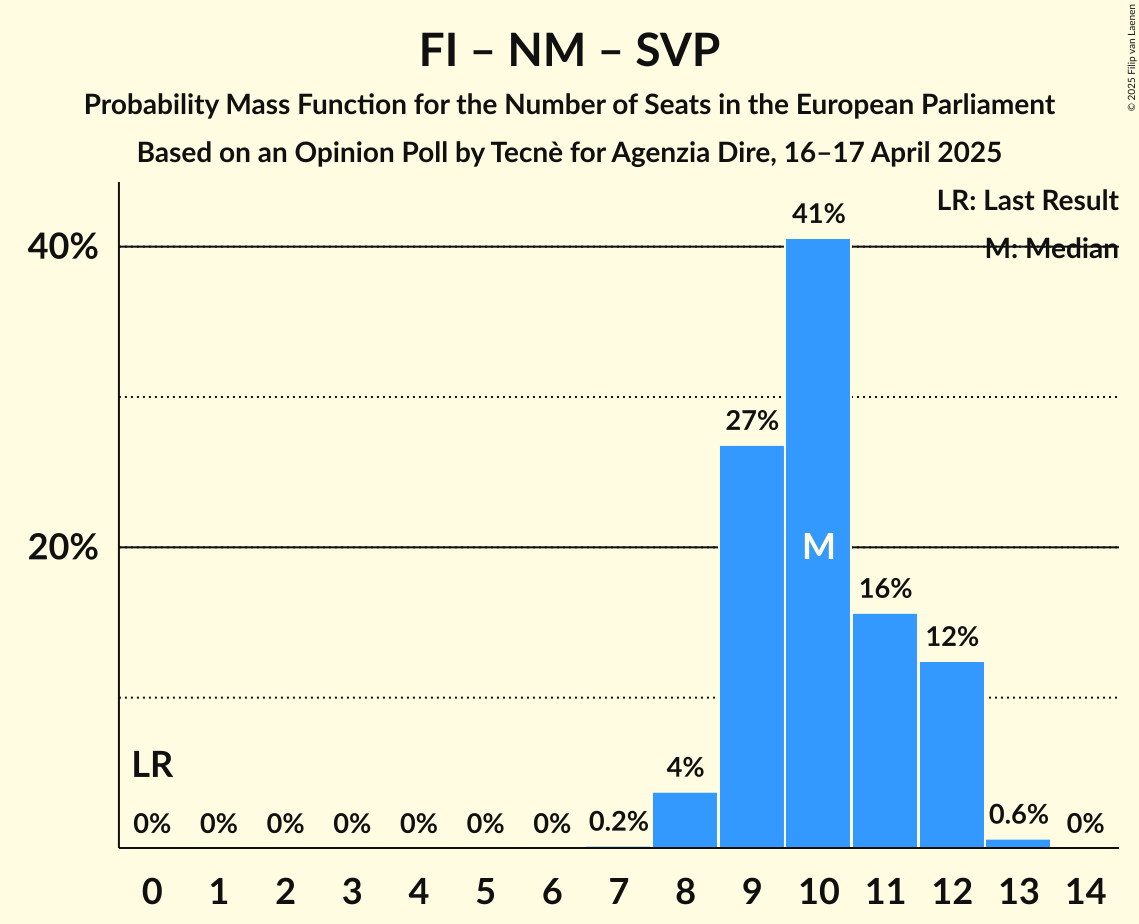 FI – NM – SVP
Probability Mass Function for the Number of Seats in the European Parliament
Based on an Opinion Poll by Tecnè for Agenzia Dire, 16–17 April 2025
© 2025 Filip van Laenen
LR: Last Result
M: Median
40%
20%
41%
27%
M
16%
12%
LR
4%
0% 0% 0% 0% 0% 0% 0% 0.2% 0.6% 0%
0 1 2 3 4 5 6 7 8 9 10 11 12 13 14